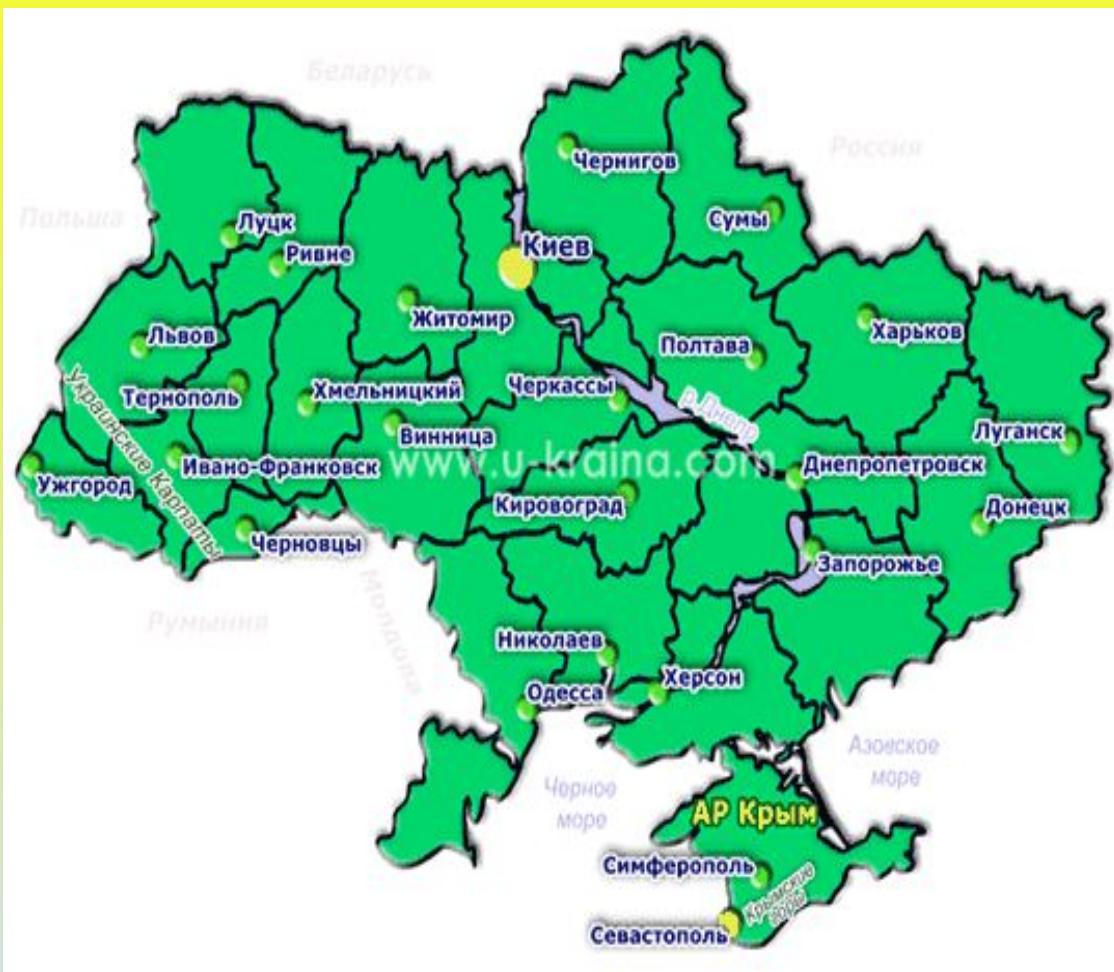 Беларусь
Россия
Чернигов
Польша
Луцк
Сумы
Киев
Ривне
Житомир
Харьков
Львов
Полтава
Тернополь
Хмельницкий
Черкассы
Украинские Карпаты
р.Днепр
Винница
Луганск
www.u-kraina.com
Ивано-Франковск
Днепропетровск
Ужгород
Кировоград
Донецк
Черновцы
Запорожье
Румыния
Молдова
Николаев
Херсон
Одесса
Азовское
море
Черное
море
АР Крым
Симферополь
Крымские
горы
Севастополь